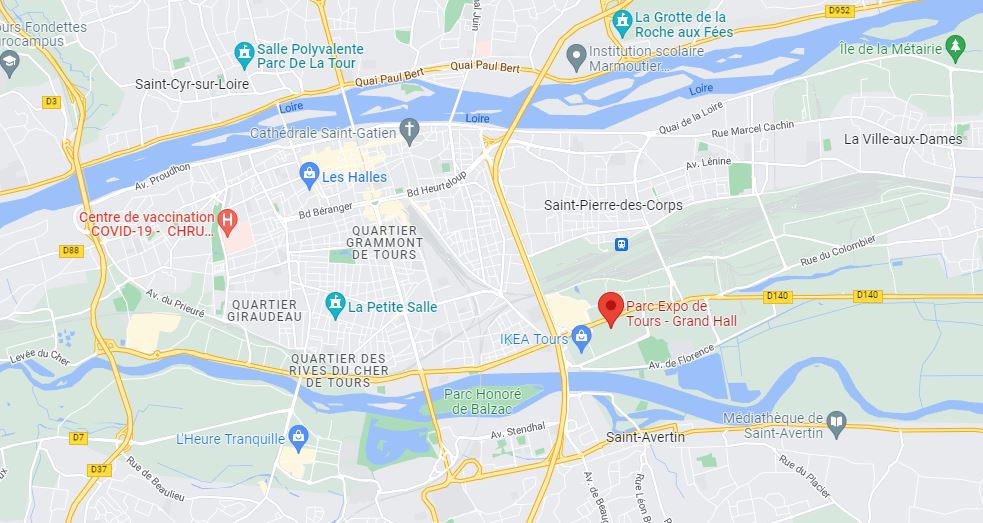 D952
La Grotte de la
Roche aux Fées
ours Fondettes
rocampus
Salle Polyvalente
Parc De La Tour
Institution scolaire
Marmoutier...
Île de la Métairie
Quai Paul Bert
Quai Paul Bert
Saint-Cyr-sur-Loire
D3
Loire
Loire
Loire
Quai de la Loire
Cathédrale Saint-Gatien
Rue Marcel Cachin
La Ville-aux-Dames
Av. Proudhon
Les Halles
Bd Heurteloup
Av. Lénine
Bd Béranger
Saint-Pierre-des-Corps
Centre de vaccination
COVID-19 - CHRU...
H
QUARTIER
GRAMMONT
DE TOURS
D88
Rue du Colombier
Av. du Prieuré
QUARTIER
GIRAUDEAU
La Petite Salle
Parc Expo de
Tours - Grand Hall
D140
D140
IKEA Tours
Levée du Cher
QUARTIER DES
RIVES DU CHER
DE TOURS
Av. de Florence
Parc Honoré
de Balzac
Médiathèque de
Saint-Avertin
Av. Stendhal
Saint-Avertin
D7
L'Heure Tranquille
D37
Rue de Beaulieu
Av. de Beau
Rue Léon B
Rue du Placier